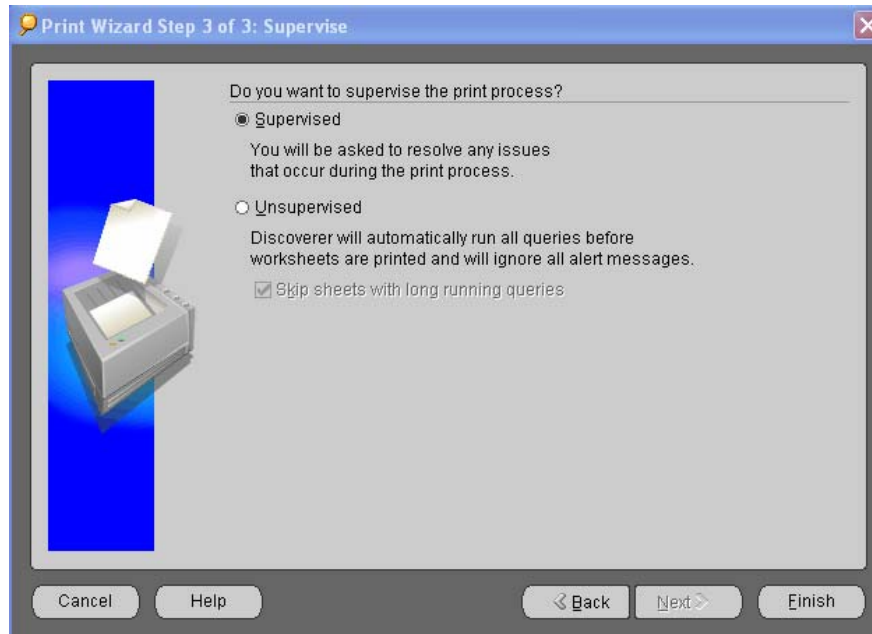 Print Wizard Step 3 of 3: Supervise
Do you want to supervise the print process?
Supervised
You will be asked to resolve any issues
that occur during the print process.
Unsupervised
Discoverer will automatically run all queries before
worksheets are printed and will ignore all alert messages.
Skip sheets with long running queries
Cancel
Help
Back
Next
Finish